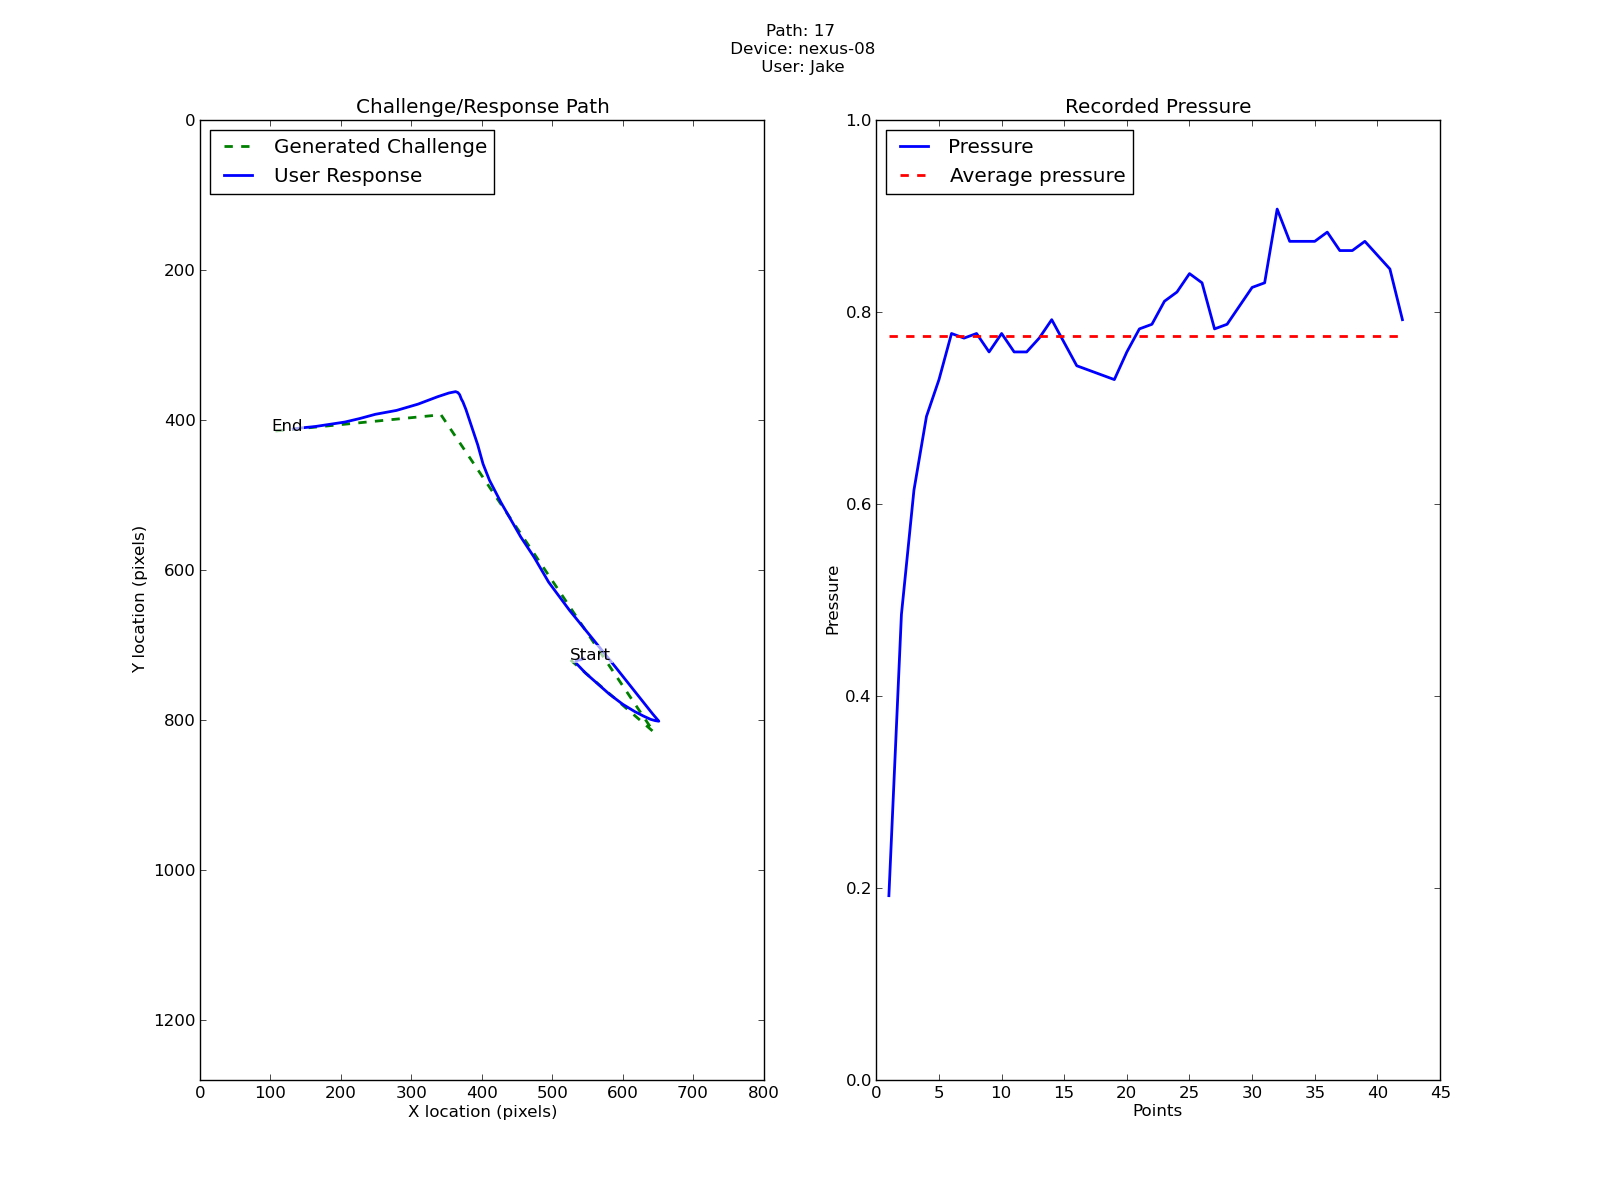 Path: 17
Device: nexus-08
User: Jake
Challenge/Response Path
Generated Challenge
User Response
0
200
400
600
800
1000
1200
Y location (pixels)
End
Start
0 100 200 300 400 500 600 700 800
X location (pixels)
Recorded Pressure
Pressure
Average pressure
1.0
0.8
0.6
0.4
0.2
0.0
Pressure
0 5 10 15 20 25 30 35 40 45
Points